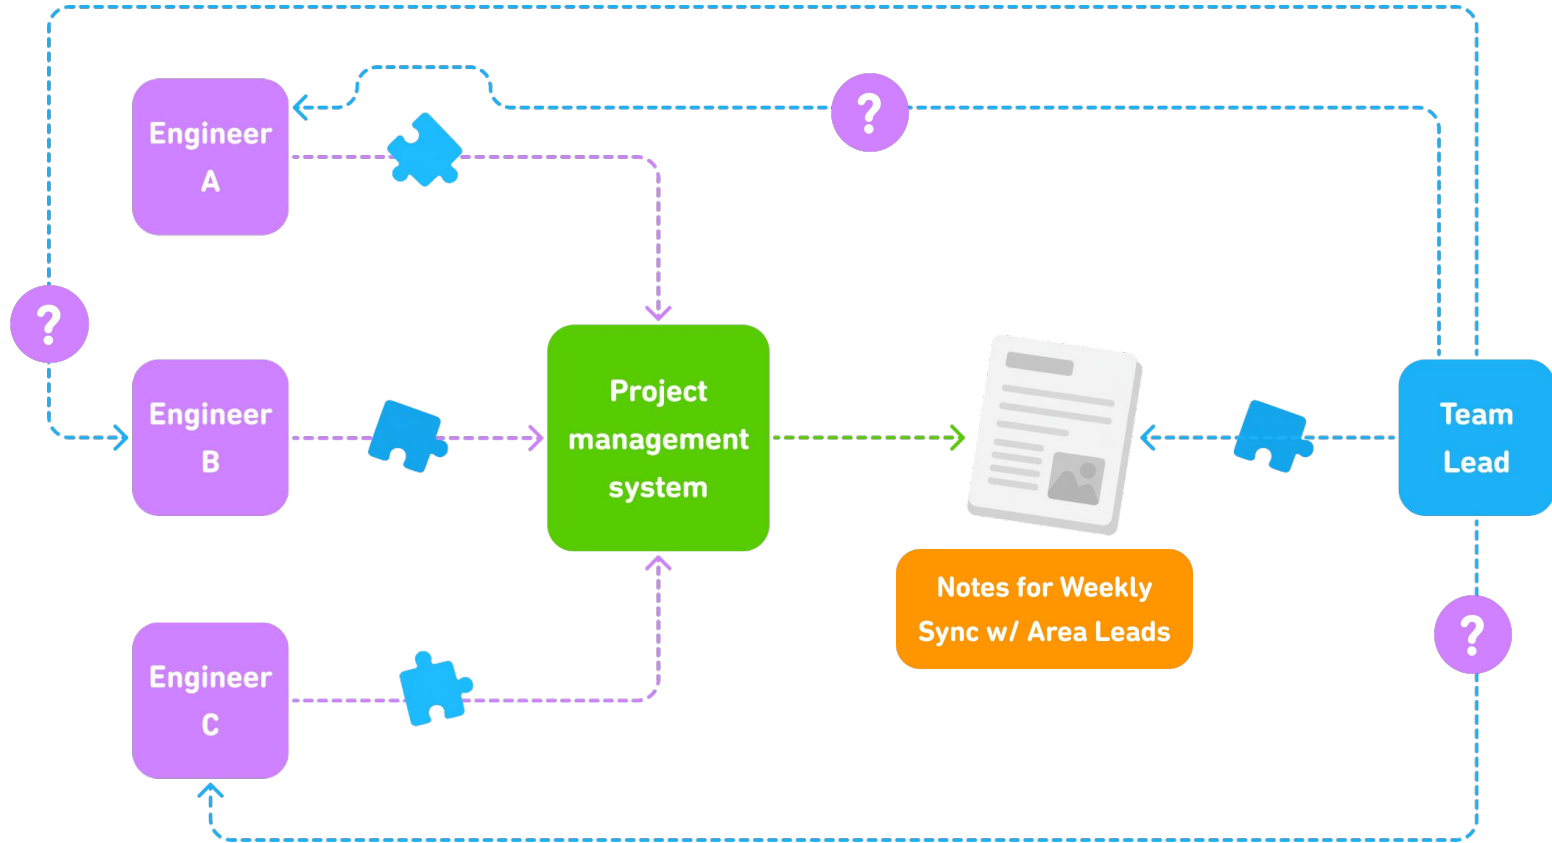 ?
Engineer
A
?
Engineer
B
Project
management
system
Team
Lead
Notes for Weekly
Sync w/ Area Leads
?
Engineer
C